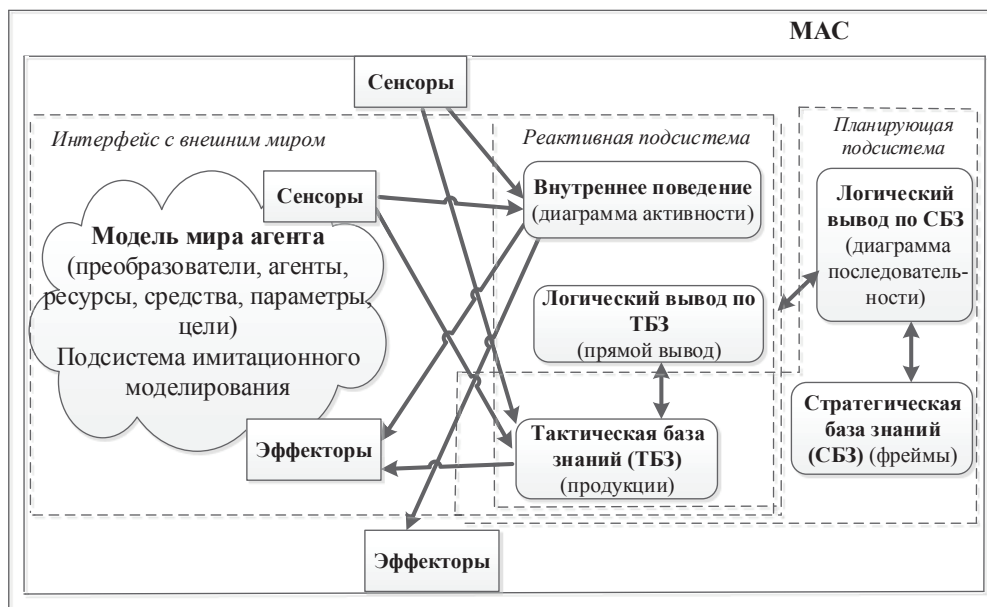 МАС
Сенсоры
Интерфейс с внешним миром
Сенсоры
Модель мира агента
(преобразователи, агенты,
ресурсы, средства, параметры,
цели)
Подсистема имитационного
моделирования
Эффекторы
Эффекторы
Реактивная подсистема
Внутреннее поведение
(диаграмма активности)
Логический вывод по
ТБЗ
(прямой вывод)
Тактическая база
знаний (ТБЗ)
(продукции)
Планирующая
подсистема
Логический
вывод по СБЗ
(диаграмма
последователь-
ности)
Стратегическая
база знаний
(СБЗ) (фреймы)